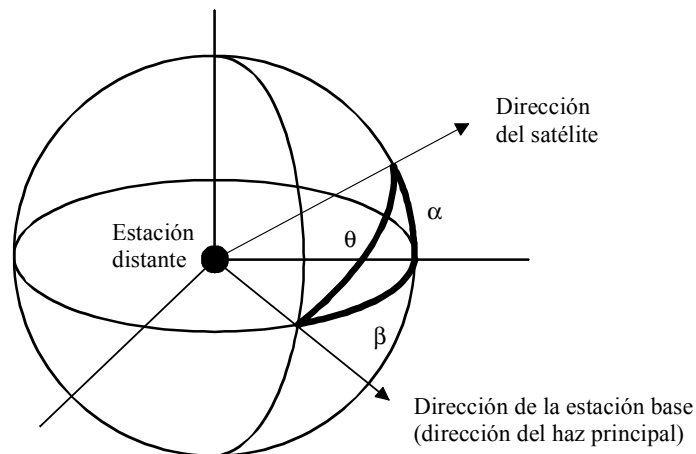 Dirección
del satélite
α
Estación
distante
θ
β
Dirección de la estación base
(dirección del haz principal)